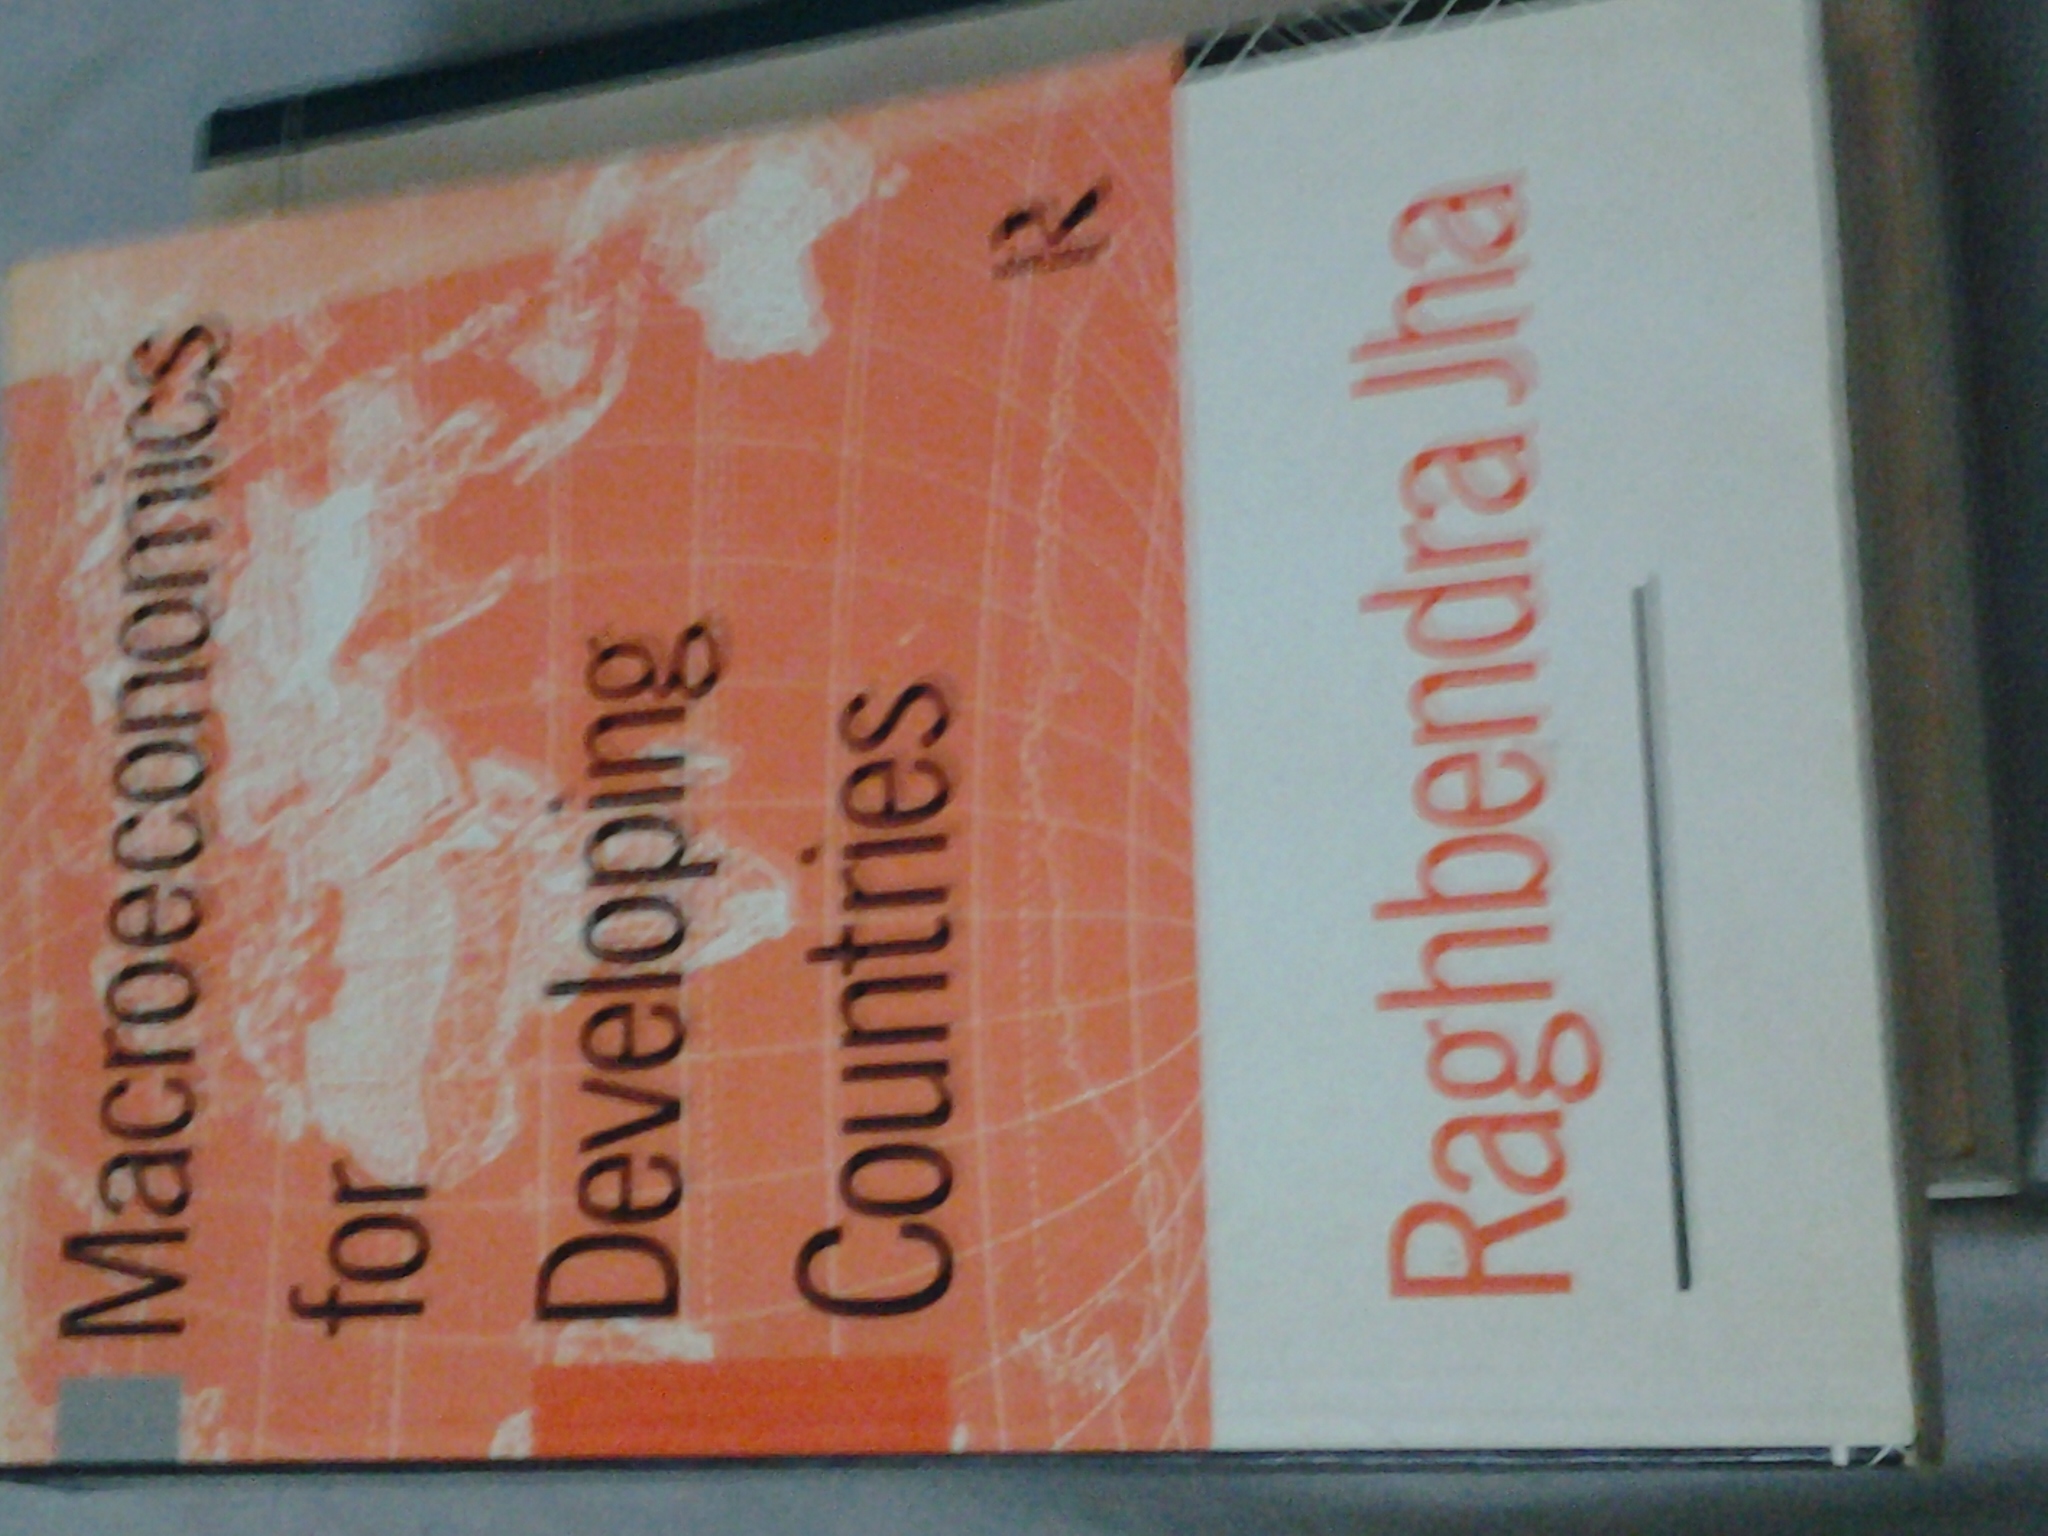 Macroeconomics
for
Developing
Countries
R
Raghbendra Jha